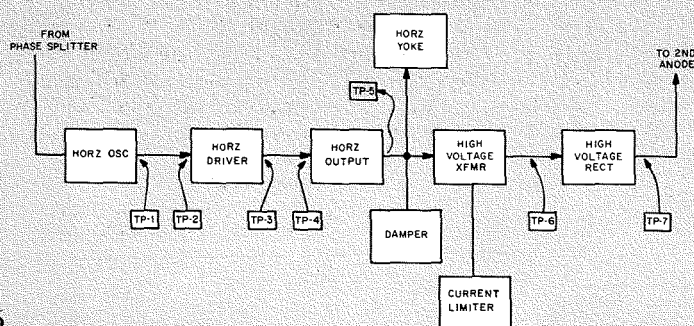 FROM
PHASE SPLITTER
HORZ
YOKE
TO 2ND
ANODE
TP-5
HORZ OSC
HORZ
DRIVER
HORZ
OUTPUT
HIGH
VOLTAGE
XFMR
HIGH
VOLTAGE
RECT
TP-1
TP-2
TP-3
TP-4
TP-6
TP-7
DAMPER
CURRENT
LIMITER